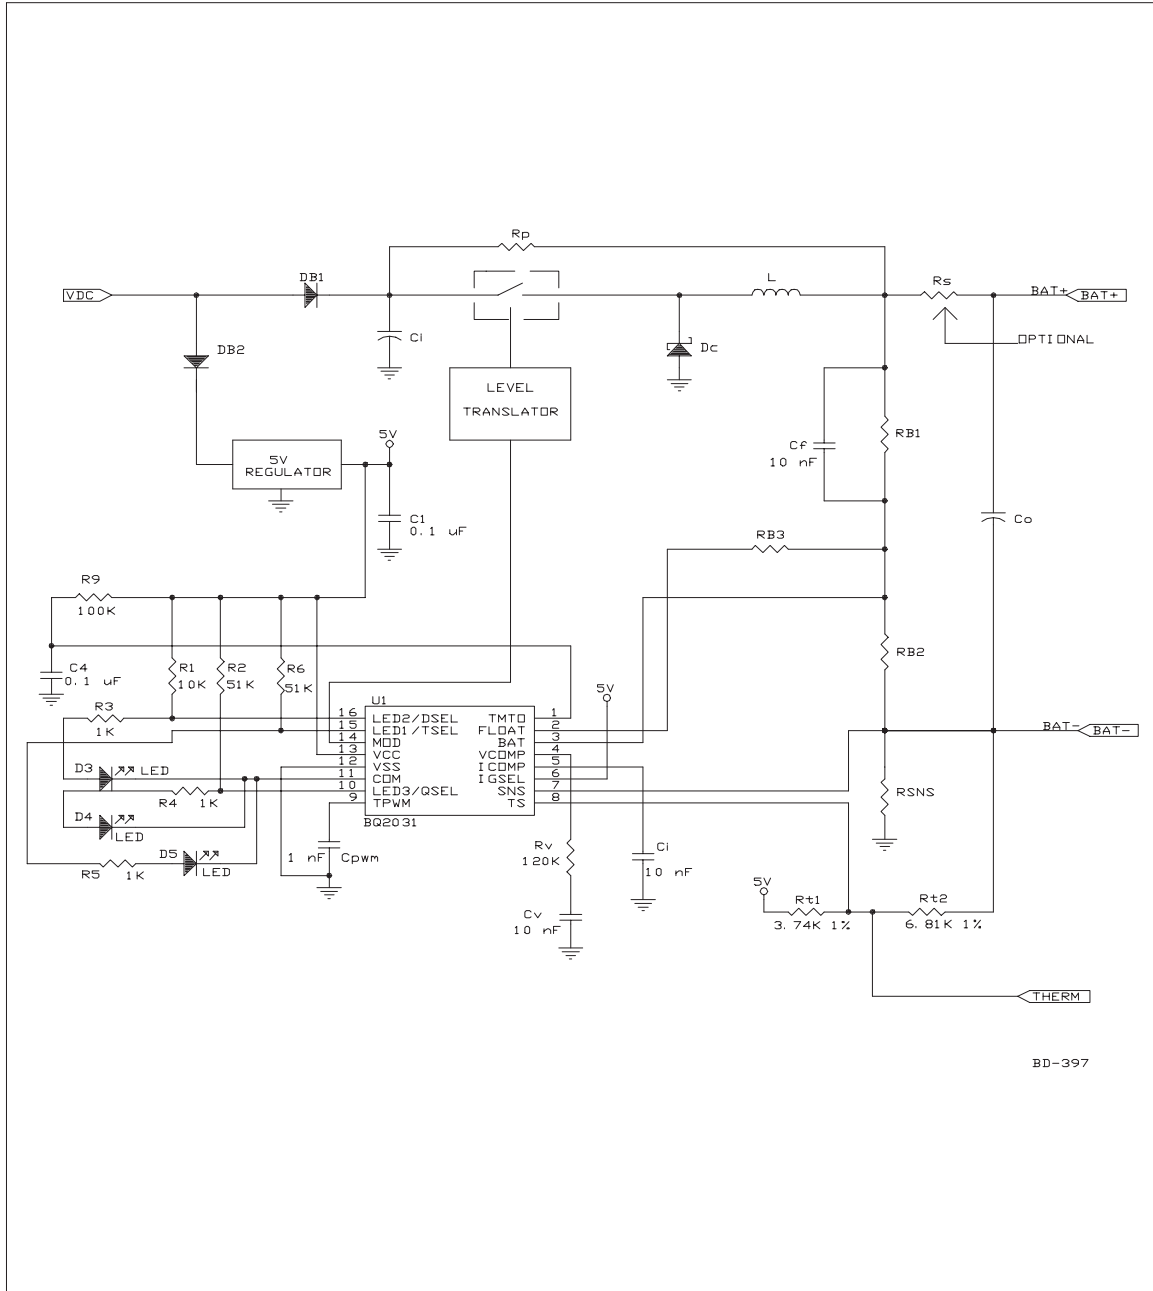 Rp
DB1
L
Rs
VDC
BAT+
BAT+
Ci
DB2
Dc
OPTIONAL
LEVEL
TRANSLATOR
5V
RB1
Cf
10 nF
5V
REGULATOR
C1
0.1 uF
Co
RB3
R9
100K
C4
0.1 uF
R1
10K
R2
51K
R6
51K
RB2
R3
1K
U1
5V
16 LED2/DSEL TMTO 1
15 LED1/TSEL FLOAT 2
14 MOD BAT 3
13 VCC VCOMP 4
12 VSS ICOMP 5
11 COM IGSEL 6
10 LED3/QSEL SNS 7
9 TPWM TS 8
BQ2031
BAT-
BAT-
D3
LED
R4 1K
RSNS
D4
LED
D5
LED
R5 1K
1 nF Cpwm
Rv
120K
Ci
10 nF
Cv
10 nF
5V
Rt1
3.74K 1%
Rt2
6.81K 1%
THERM
BD-397